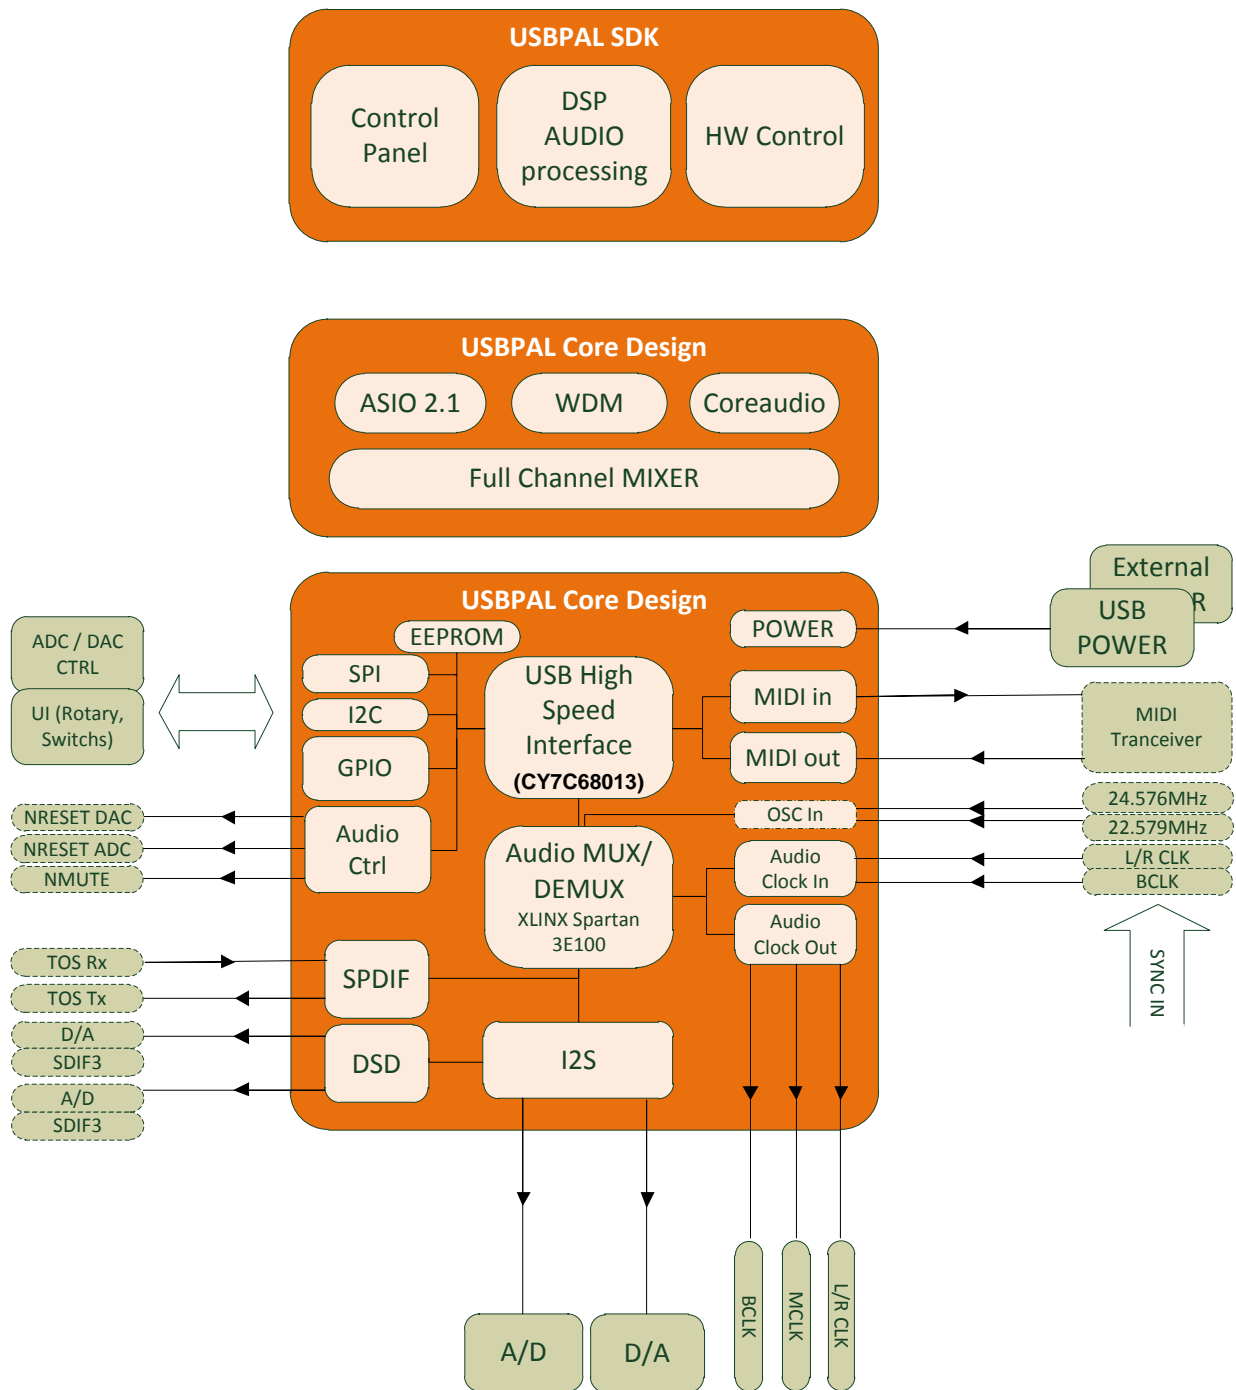 USBPAL SDK
Control
Panel
DSP
AUDIO
processing
HW Control
USBPAL Core Design
ASIO 2.1
WDM
Coreaudio
Full Channel MIXER
USBPAL Core Design
EEPROM
SPI
I2C
GPIO
Audio
Ctrl
USB High
Speed
Interface
(CY7C68013)
POWER
MIDI in
MIDI out
OSC In
Audio
Clock In
Audio
Clock Out
Audio MUX/
DEMUX
XLINX Spartan
3E100
SPDIF
DSD
I2S
External
USB
POWER
MIDI
Tranceiver
24.576MHz
22.579MHz
L/R CLK
BCLK
SYNC IN
ADC / DAC
CTRL
UI (Rotary,
Switchs)
NRESET DAC
NRESET ADC
NMUTE
TOS Rx
TOS Tx
D/A
SDIF3
A/D
SDIF3
A/D
D/A
BCLK
MCLK
L/R CLK